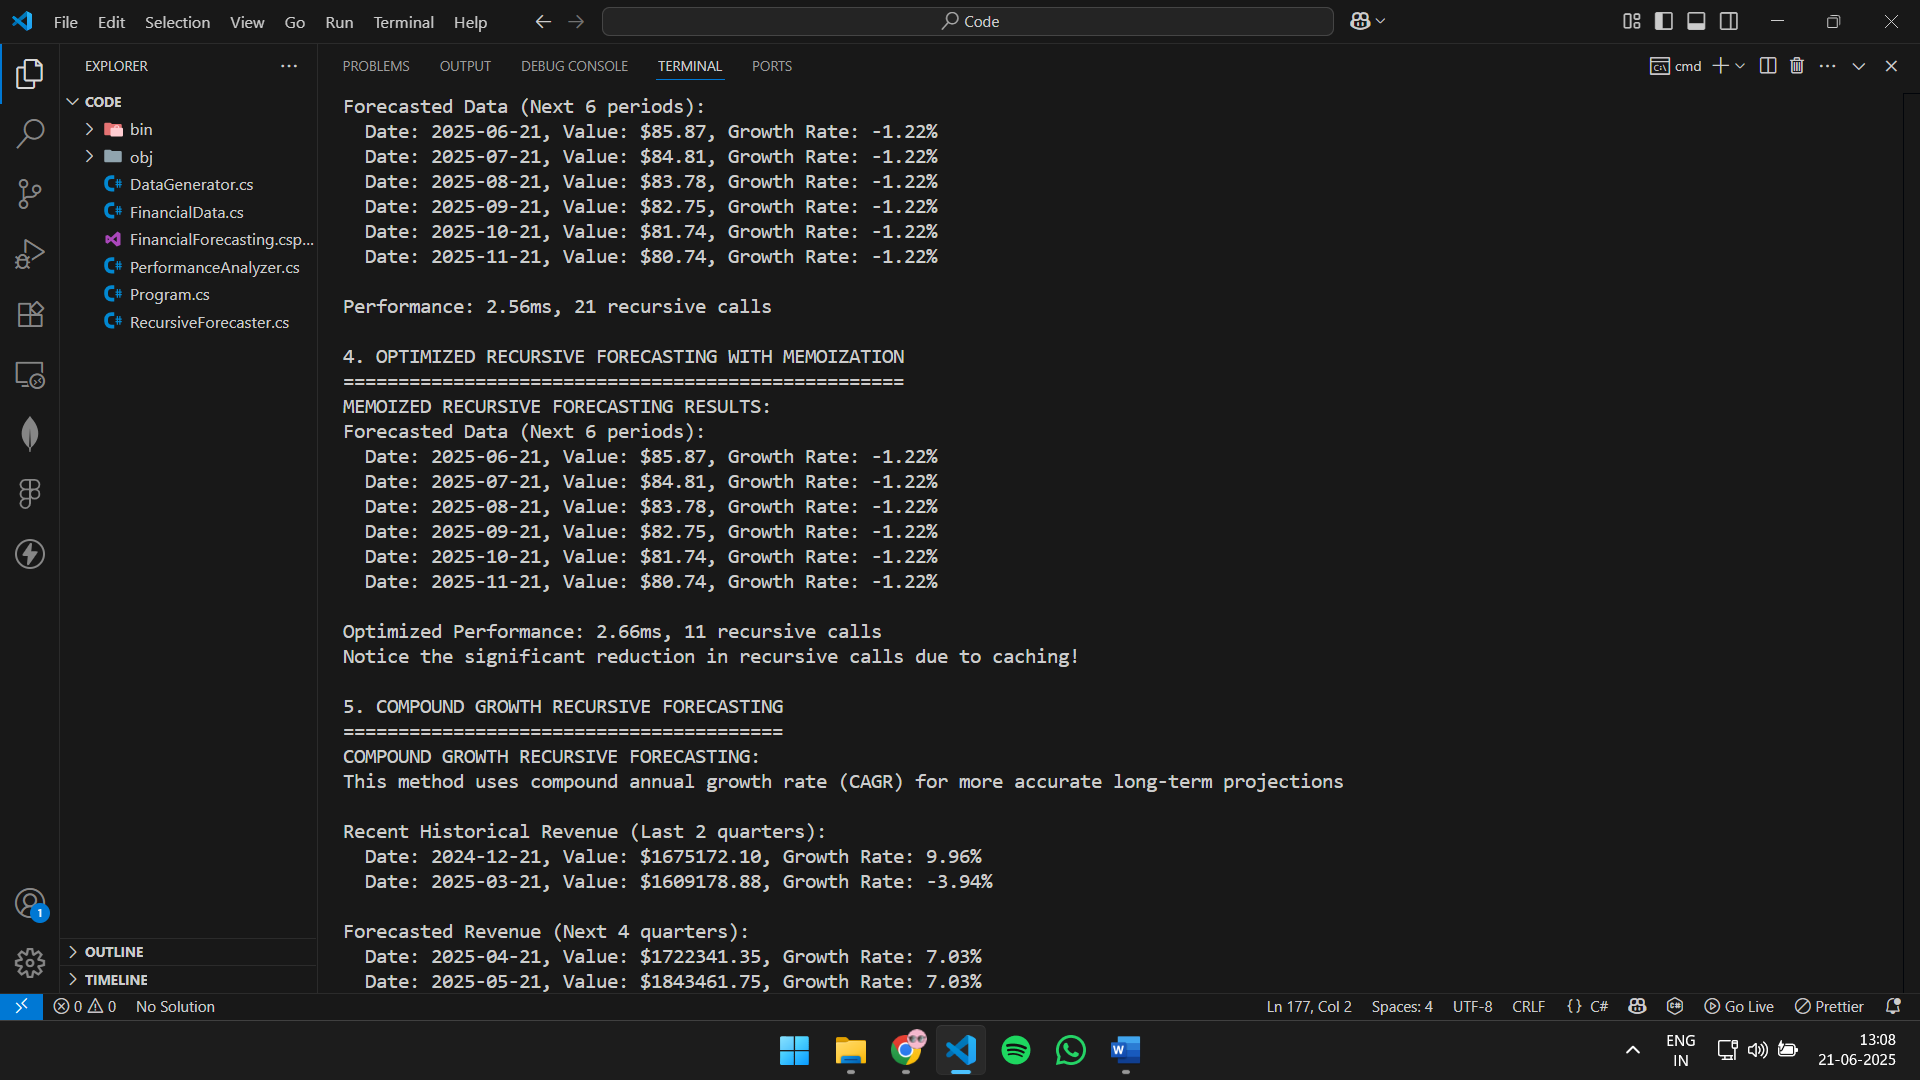 File Edit Selection View Go Run Terminal Help
Code
EXPLORER
CODE
bin
obj
DataGenerator.cs
FinancialData.cs
FinancialForecasting.csp...
PerformanceAnalyzer.cs
Program.cs
RecursiveForecaster.cs
OUTLINE
TIMELINE
PROBLEMS OUTPUT DEBUG CONSOLE TERMINAL PORTS
cmd
Forecasted Data (Next 6 periods):
Date: 2025-06-21, Value: $85.87, Growth Rate: -1.22%
Date: 2025-07-21, Value: $84.81, Growth Rate: -1.22%
Date: 2025-08-21, Value: $83.78, Growth Rate: -1.22%
Date: 2025-09-21, Value: $82.75, Growth Rate: -1.22%
Date: 2025-10-21, Value: $81.74, Growth Rate: -1.22%
Date: 2025-11-21, Value: $80.74, Growth Rate: -1.22%
Performance: 2.56ms, 21 recursive calls
4. OPTIMIZED RECURSIVE FORECASTING WITH MEMOIZATION
===================================================
MEMOIZED RECURSIVE FORECASTING RESULTS:
Forecasted Data (Next 6 periods):
Date: 2025-06-21, Value: $85.87, Growth Rate: -1.22%
Date: 2025-07-21, Value: $84.81, Growth Rate: -1.22%
Date: 2025-08-21, Value: $83.78, Growth Rate: -1.22%
Date: 2025-09-21, Value: $82.75, Growth Rate: -1.22%
Date: 2025-10-21, Value: $81.74, Growth Rate: -1.22%
Date: 2025-11-21, Value: $80.74, Growth Rate: -1.22%
Optimized Performance: 2.66ms, 11 recursive calls
Notice the significant reduction in recursive calls due to caching!
5. COMPOUND GROWTH RECURSIVE FORECASTING
========================================
COMPOUND GROWTH RECURSIVE FORECASTING:
This method uses compound annual growth rate (CAGR) for more accurate long-term projections
Recent Historical Revenue (Last 2 quarters):
Date: 2024-12-21, Value: $1675172.10, Growth Rate: 9.96%
Date: 2025-03-21, Value: $1609178.88, Growth Rate: -3.94%
Forecasted Revenue (Next 4 quarters):
Date: 2025-04-21, Value: $1722341.35, Growth Rate: 7.03%
Date: 2025-05-21, Value: $1843461.75, Growth Rate: 7.03%
1
0 0 No Solution
Ln 177, Col 2 Spaces: 4 UTF-8 CRLF {} C# Go Live Prettier
ENG
IN
13:08
21-06-2025